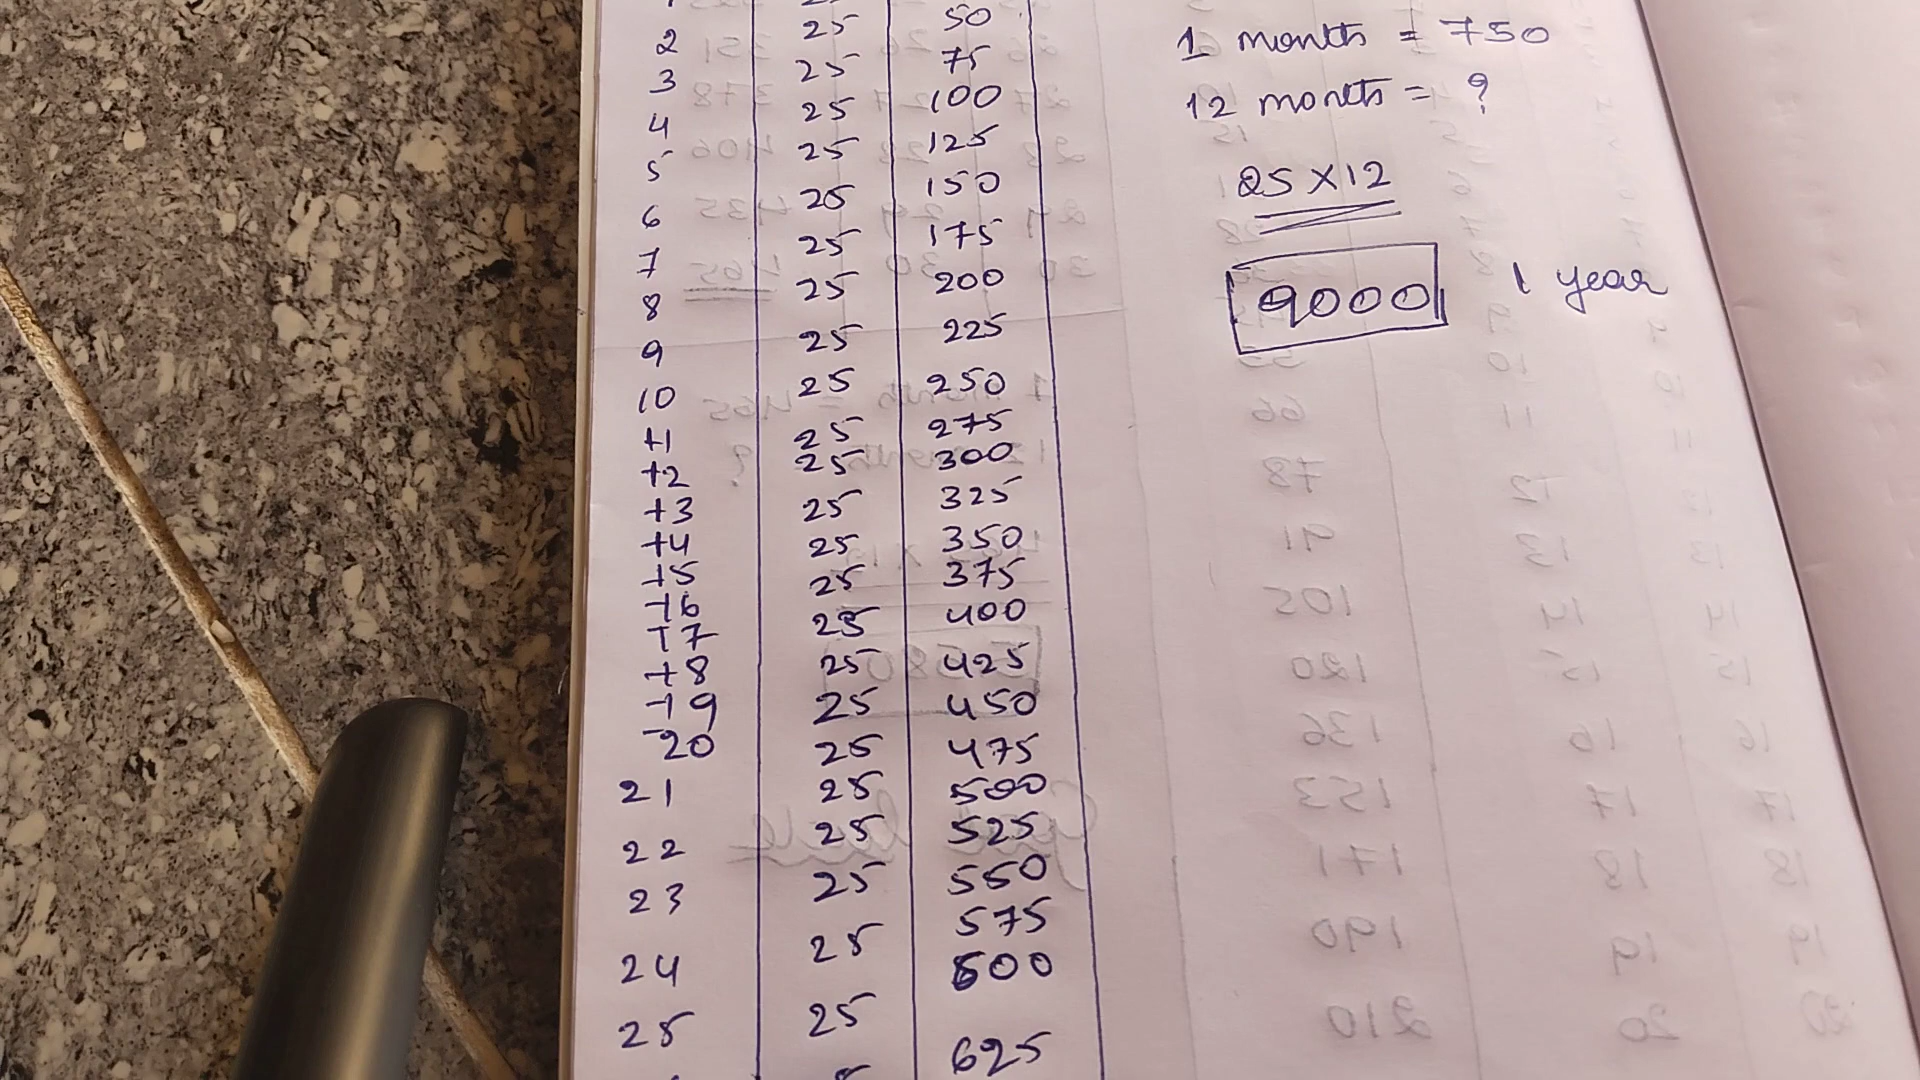 2 25 50
3 25 75
4 25 100
5 25 125
6 25 150
7 25 175
8 25 200
9 25 225
10 25 250
11 25 275
12 25 300
13 25 325
14 25 350
15 25 375
16 25 400
17 25 425
18 25 450
19 25 475
20 25 500
21 25 525
22 25 550
23 25 575
24 25 600
25 25 625
1 month = 750
12 month = ?
25 X 12
9000 1 year